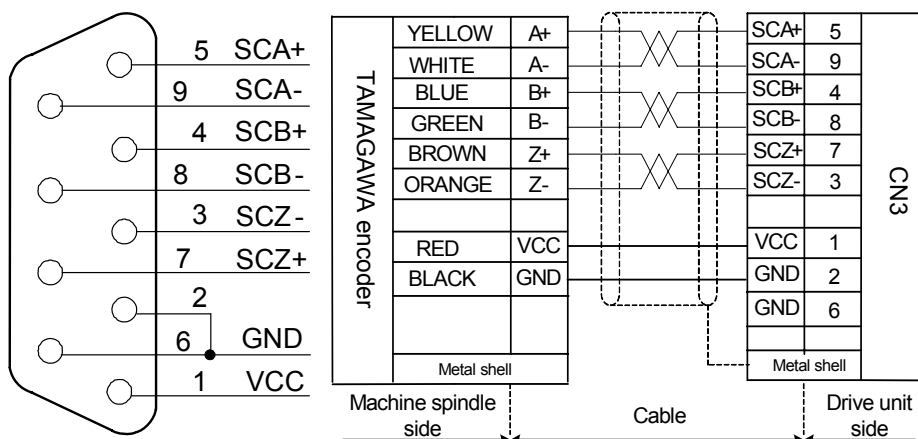 5 SCA+
9 SCA-
4 SCB+
8 SCB-
3 SCZ-
7 SCZ+
2
6 GND
1 VCC
TAMAGAWA encoder
YELLOW A+
WHITE A-
BLUE B+
GREEN B-
BROWN Z+
ORANGE Z-
RED VCC
BLACK GND
Metal shell
SCA+ 5
SCA- 9
SCB+ 4
SCB- 8
SCZ+ 7
SCZ- 3
VCC 1
GND 2
GND 6
Metal shell
CN3
Machine spindle
side
Cable
Drive unit
side